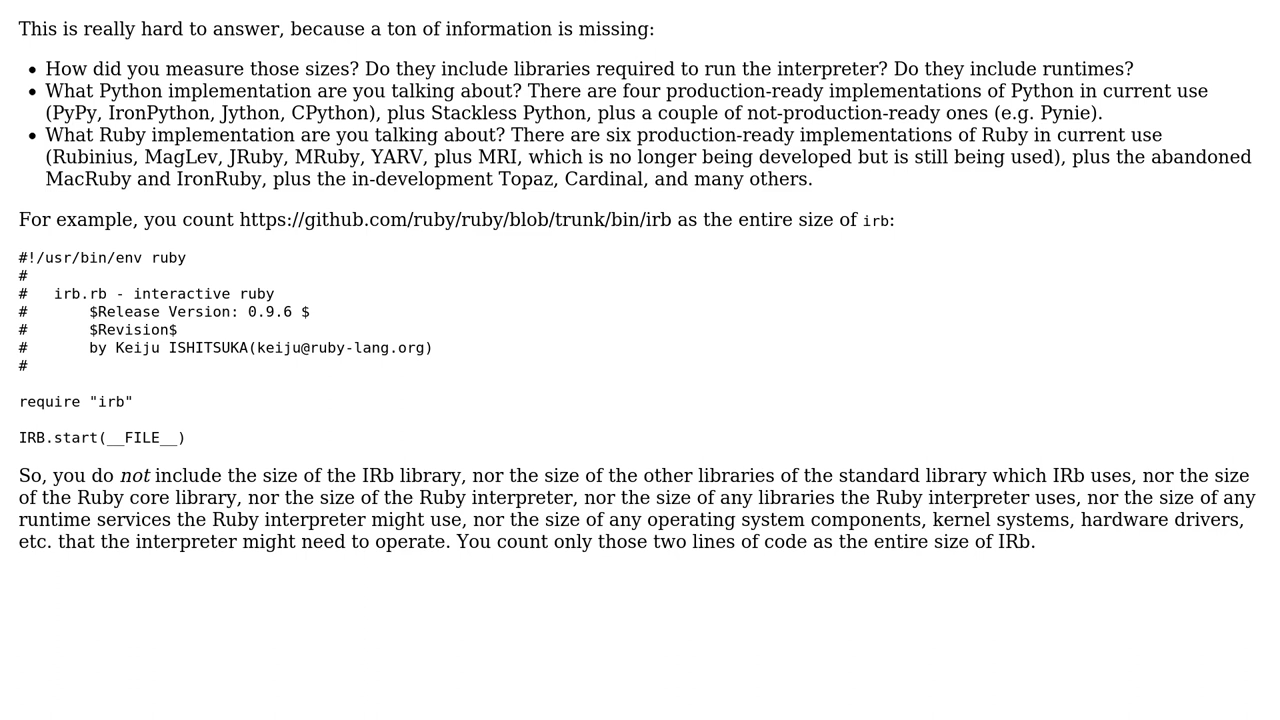 This is really hard to answer, because a ton of information is missing:
• How did you measure those sizes? Do they include libraries required to run the interpreter? Do they include runtimes?
• What Python implementation are you talking about? There are four production-ready implementations of Python in current use
(PyPy, IronPython, Jython, CPython), plus Stackless Python, plus a couple of not-production-ready ones (e.g. Pynie).
• What Ruby implementation are you talking about? There are six production-ready implementations of Ruby in current use
(Rubinius, MagLev, JRuby, MRuby, YARV, plus MRI, which is no longer being developed but is still being used), plus the abandoned
MacRuby and IronRuby, plus the in-development Topaz, Cardinal, and many others.
For example, you count https://github.com/ruby/ruby/blob/trunk/bin/irb as the entire size of irb:
#!/usr/bin/env ruby
#
#   irb.rb - interactive ruby
#       $Release Version: 0.9.6 $
#       $Revision$
#       by Keiju ISHITSUKA(keiju@ruby-lang.org)
#
require "irb"
IRB.start(__FILE__)
So, you do not include the size of the IRb library, nor the size of the other libraries of the standard library which IRb uses, nor the size
of the Ruby core library, nor the size of the Ruby interpreter, nor the size of any libraries the Ruby interpreter uses, nor the size of any
runtime services the Ruby interpreter might use, nor the size of any operating system components, kernel systems, hardware drivers,
etc. that the interpreter might need to operate. You count only those two lines of code as the entire size of IRb.